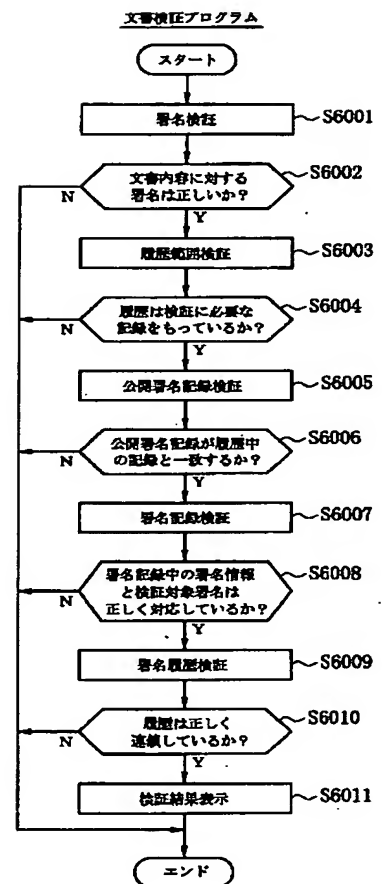 文書検証プログラム
スタート
署名検証
S6001
文書内容に対する
署名は正しいか？
S6002
N
Y
履歴範囲検証
S6003
履歴は検証に必要な
記録をもっているか？
S6004
N
Y
公開署名記録検証
S6005
公開署名記録が履歴中
の記録と一致するか？
S6006
N
Y
署名記録検証
S6007
署名記録中の署名情報
と検証対象署名は
正しく対応しているか？
S6008
N
Y
署名履歴検証
S6009
履歴は正しく
連鎖しているか？
S6010
N
Y
検証結果表示
S6011
エンド